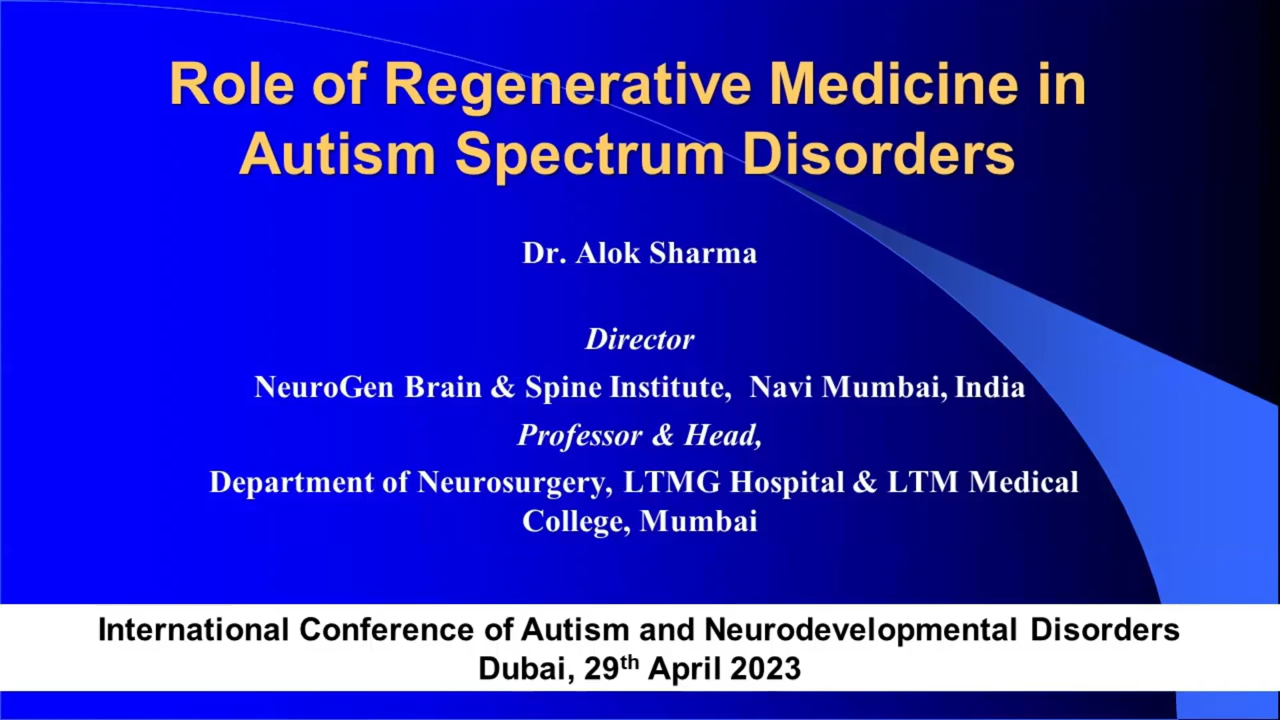 Role of Regenerative Medicine in
Autism Spectrum Disorders
Dr. Alok Sharma
Director
NeuroGen Brain & Spine Institute, Navi Mumbai, India
Professor & Head,
Department of Neurosurgery, LTMG Hospital & LTM Medical
College, Mumbai
International Conference of Autism and Neurodevelopmental Disorders
Dubai, 29th April 2023